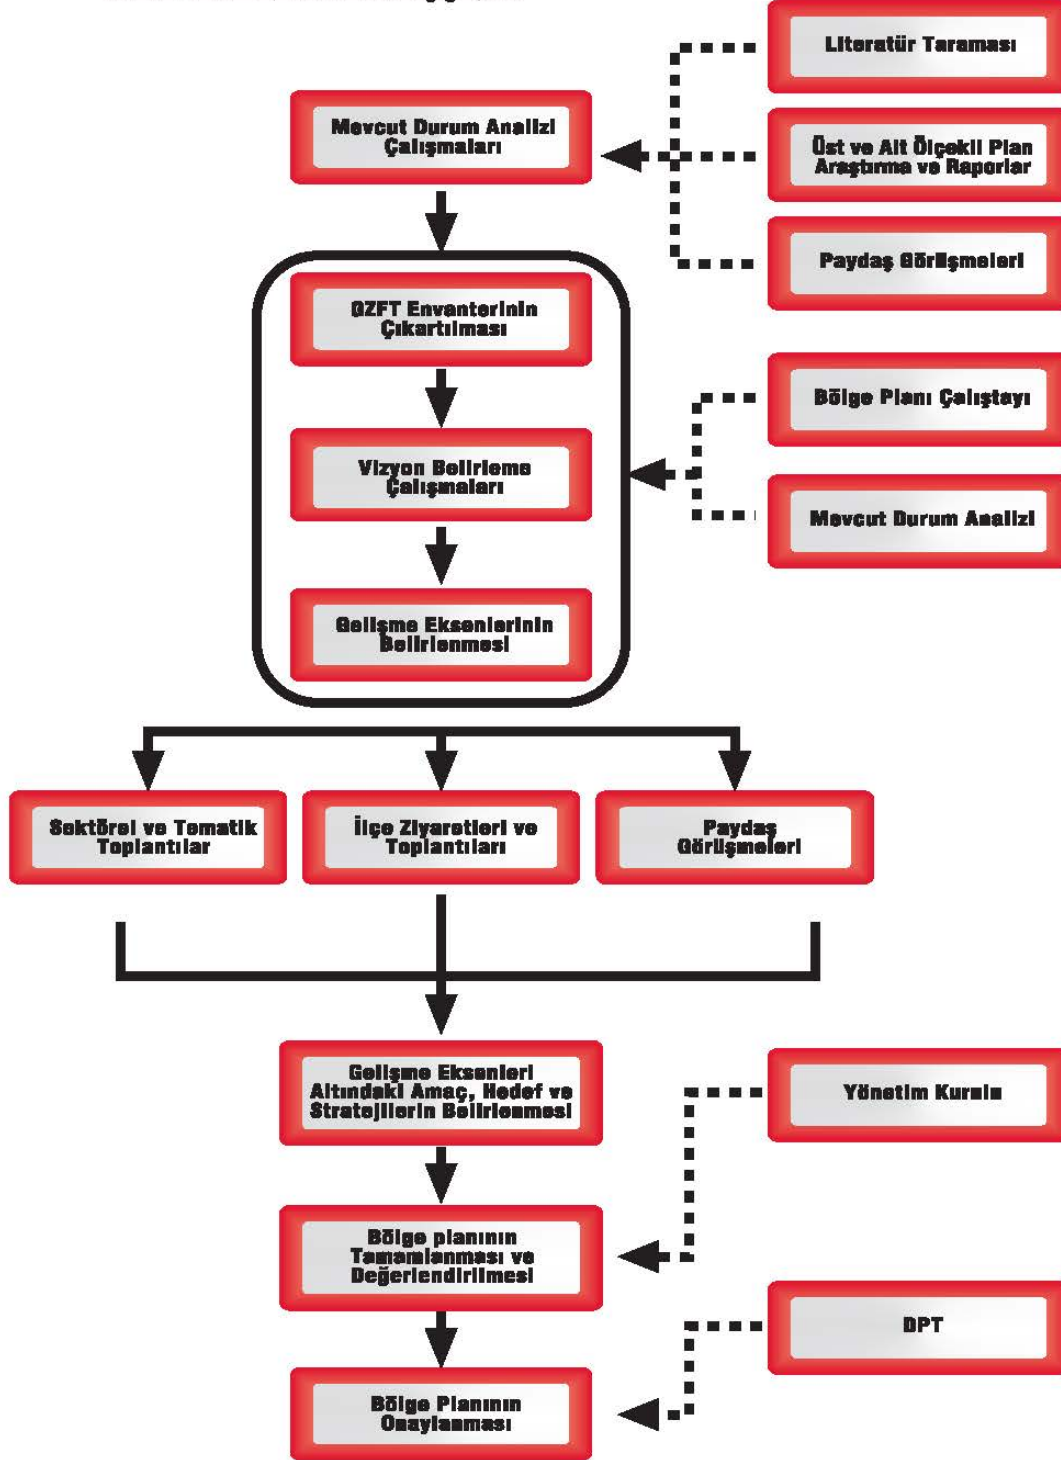 Literatür Taraması
Mevcut Durum Analizi
Çalışmaları
Üst ve Alt Ölçekli Plan
Araştırma ve Raporlar
Paydaş Görüşmeleri
GZFT Envanterinin
Çıkartılması
Bölge Planı Çalıştayı
Vizyon Belirleme
Çalışmaları
Mevcut Durum Analizi
Gelişme Eksenlerinin
Belirlenmesi
Sektörel ve Tematik
Toplantılar
İlçe Ziyaretleri ve
Toplantıları
Paydaş
Görüşmeleri
Gelişme Eksenleri
Altındaki Amaç, Hedef ve
Stratejilerin Belirlenmesi
Yönetim Kurulu
Bölge planının
Tamamlanması ve
Değerlendirilmesi
DPT
Bölge Planının
Onaylanması